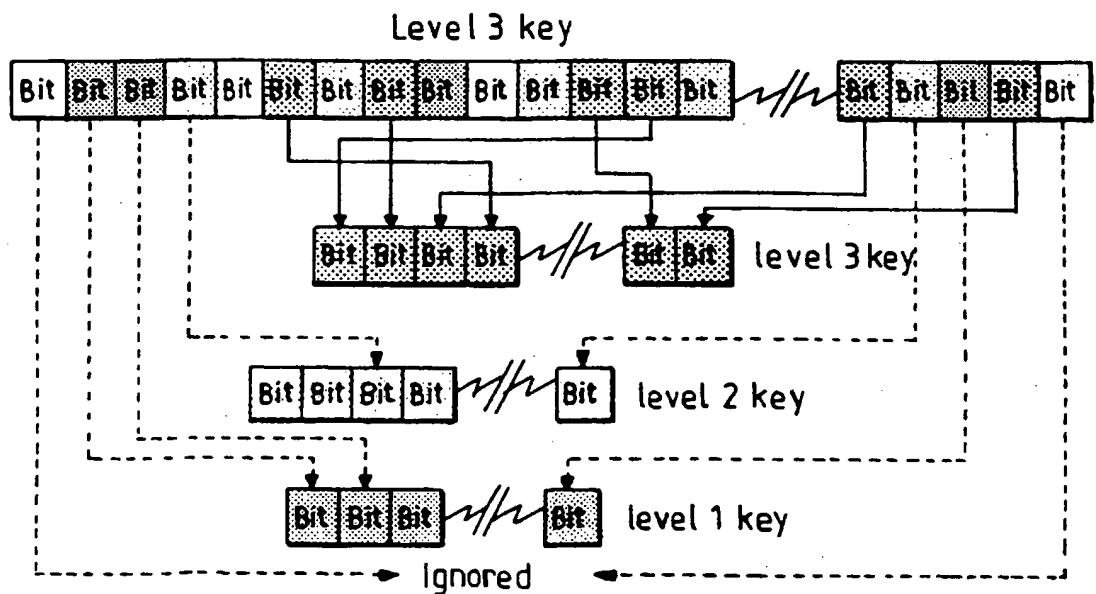 Level 3 key
Bit Bit Bit Bit Bit Bit Bit Bit Bit Bit Bit Bit Bit Bit Bit Bit Bit Bit Bit
Bit Bit Bit Bit Bit Bit level 3 key
Bit Bit Bit Bit Bit level 2 key
Bit Bit Bit Bit level 1 key
Ignored